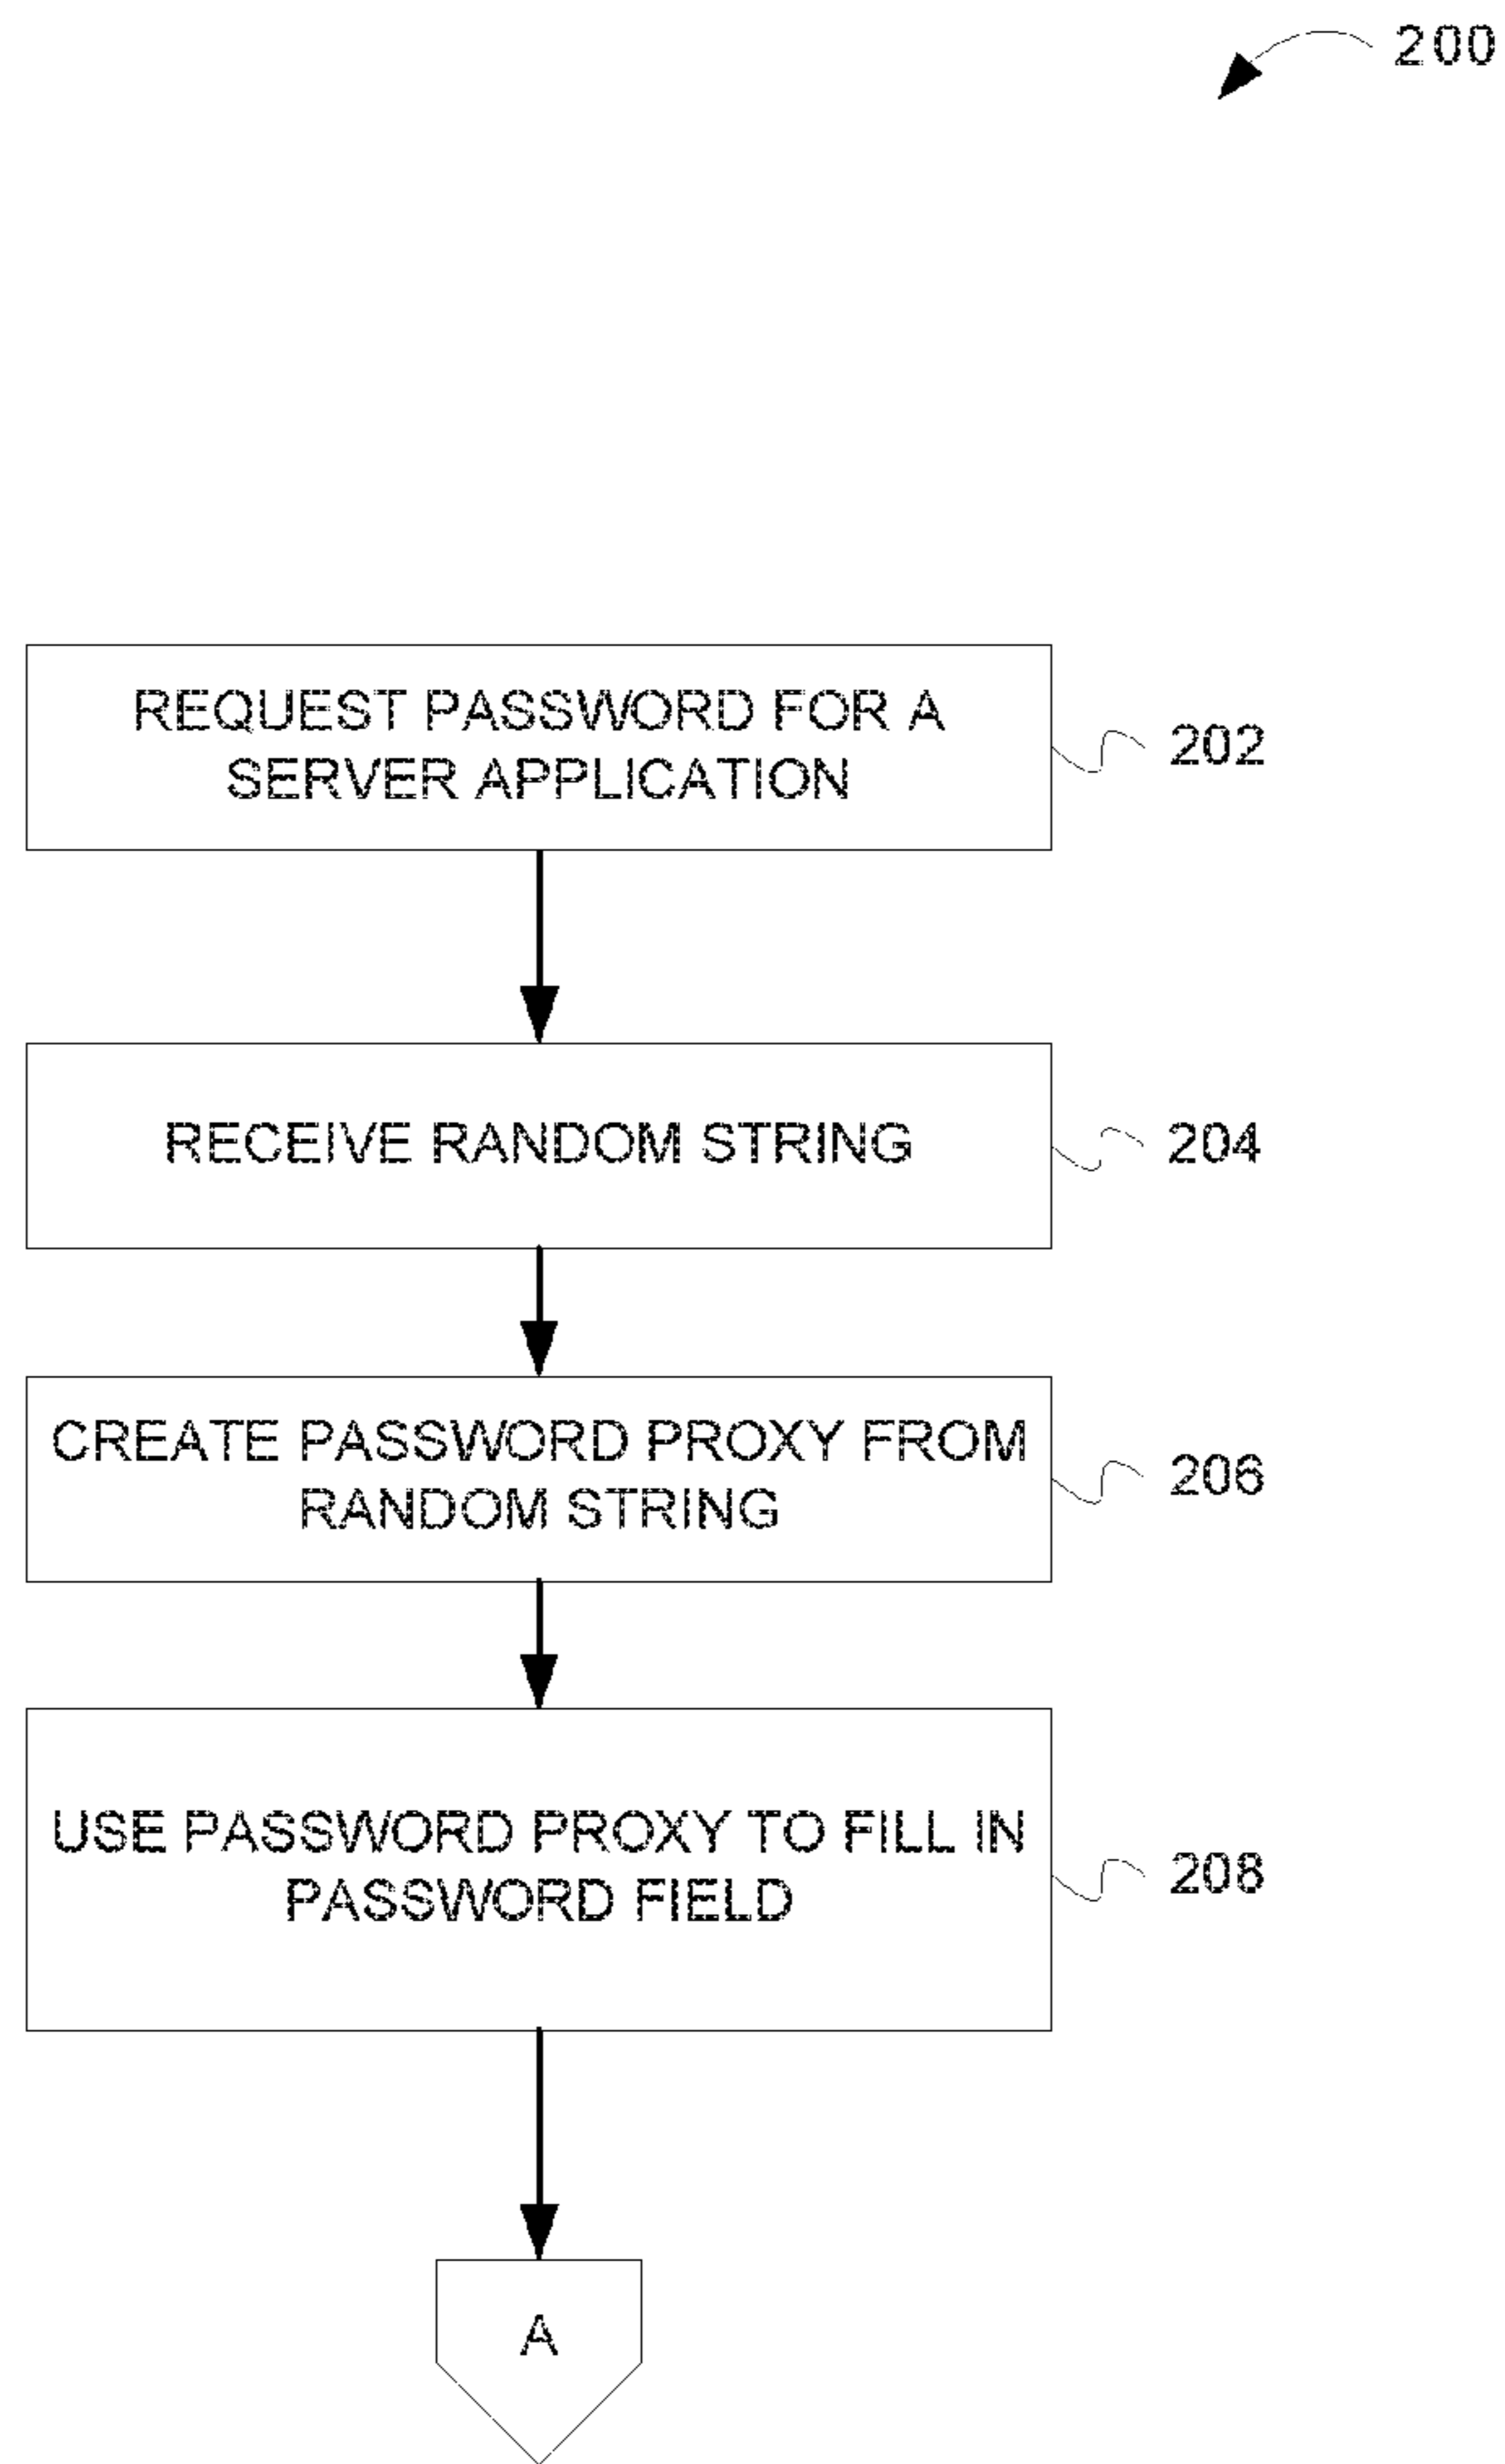 200
REQUEST PASSWORD FOR A
SERVER APPLICATION
202
RECEIVE RANDOM STRING
204
CREATE PASSWORD PROXY FROM
RANDOM STRING
206
USE PASSWORD PROXY TO FILL IN
PASSWORD FIELD
208
A